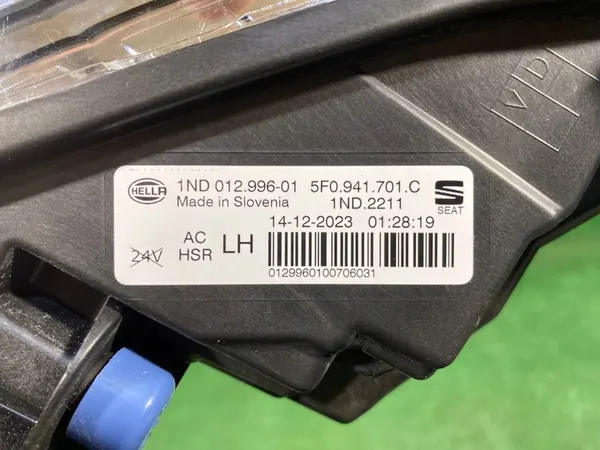 HELLA 1ND 012.996-01 5F0.941.701.C
Made in Slovenia 1ND.2211 SEAT
14-12-2023 01:28:19
24V AC LH
HSR
0129960100706031
VD